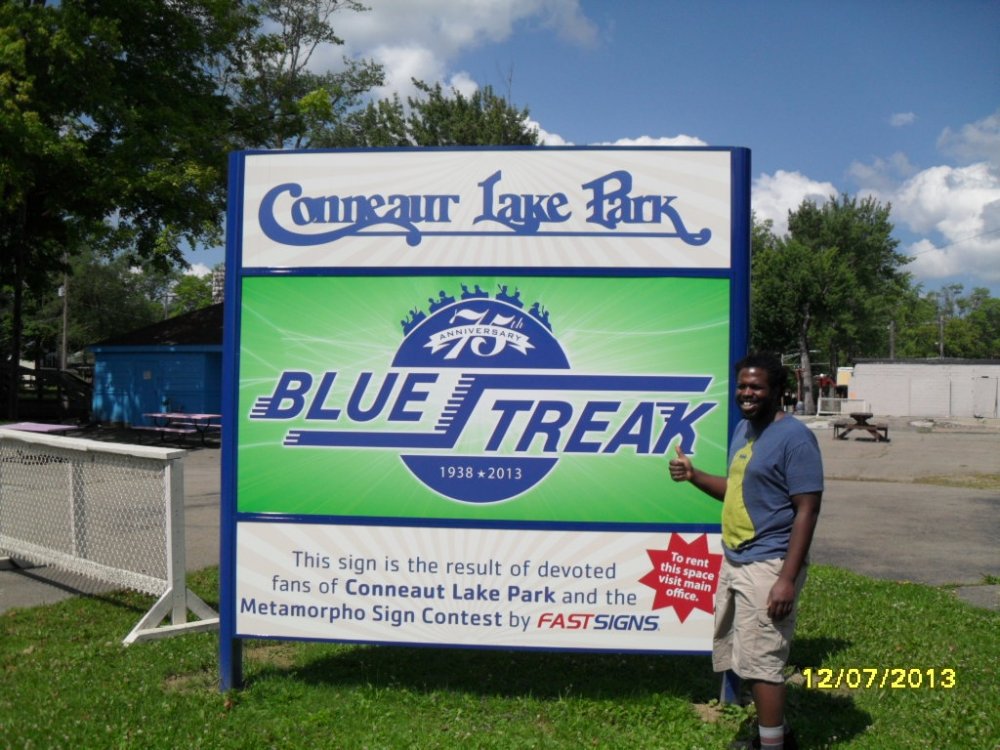 Conneaut Lake Park
75th
ANNIVERSARY
BLUE STREAK
1938 ★ 2013
This sign is the result of devoted
fans of Conneaut Lake Park and the
Metamorpho Sign Contest by FASTSIGNS.
To rent
this space
visit main
office.
12/07/2013